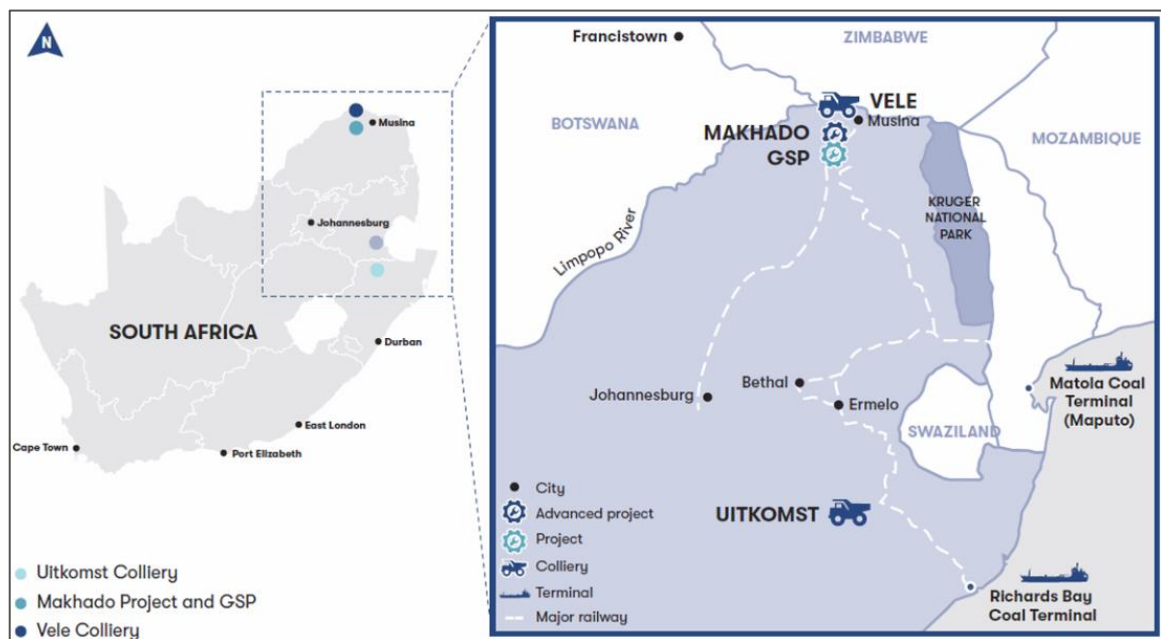 N
Musina
Johannesburg
SOUTH AFRICA
Durban
East London
Port Elizabeth
Cape Town
Uitkomst Colliery
Makhado Project and GSP
Vele Colliery
Francistown
ZIMBABWE
BOTSWANA
VELE
Musina
MAKHADO
GSP
MOZAMBIQUE
KRUGER
NATIONAL
PARK
Limpopo River
Johannesburg
Bethal
Ermelo
SWAZILAND
Matola Coal
Terminal
(Maputo)
UITKOMST
Richards Bay
Coal Terminal
City
Advanced project
Project
Colliery
Terminal
Major railway